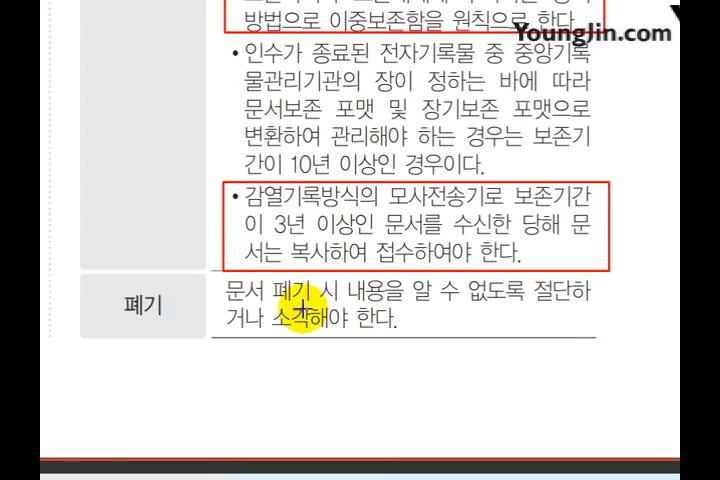 방법으로 이중보존함을 원칙으로 한다.
YoungJin.com
• 인수가 종료된 전자기록물 중 중앙기록
물관리기관의 장이 정하는 바에 따라
문서보존 포맷 및 장기보존 포맷으로
변환하여 관리해야 하는 경우는 보존기
간이 10년 이상인 경우이다.
• 감열기록방식의 모사전송기로 보존기간
이 3년 이상인 문서를 수신한 당해 문
서는 복사하여 접수하여야 한다.
폐기
문서 폐기 시 내용을 알 수 없도록 절단하
거나 소각해야 한다.